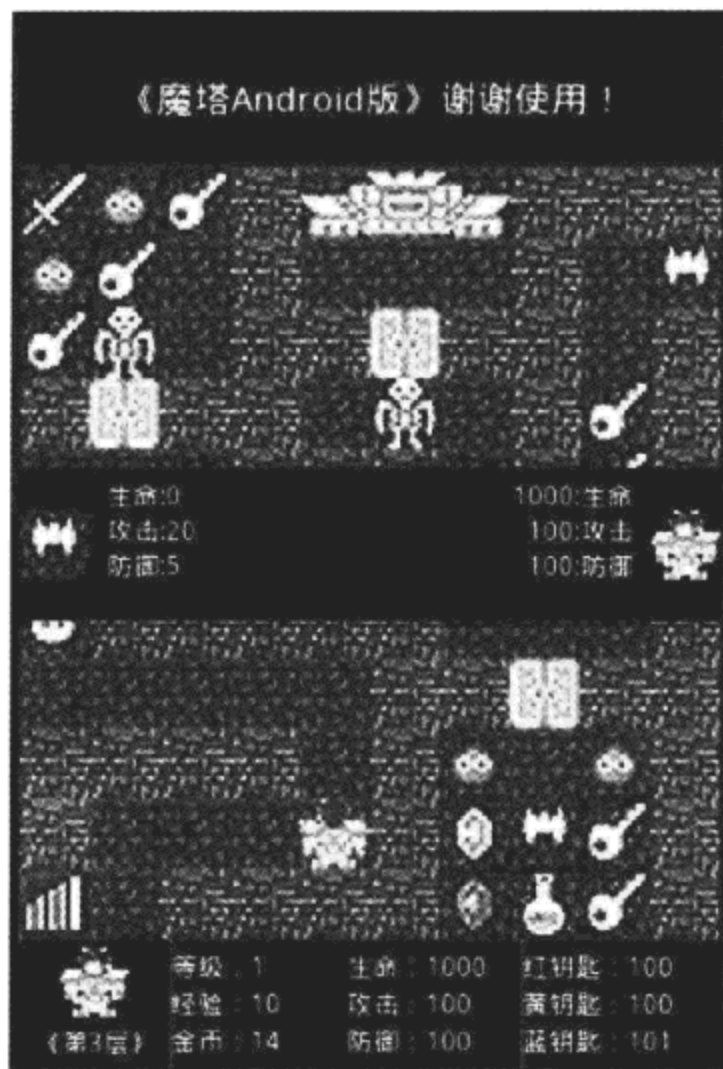 《魔塔Android版》谢谢使用！
生命:0
攻击:20
防御:5
1000:生命
100:攻击
100:防御
等级：1 生命：1000 红钥匙：100
经验：10 攻击：100 黄钥匙：100
《第3层》 金币：14 防御：100 蓝钥匙：101